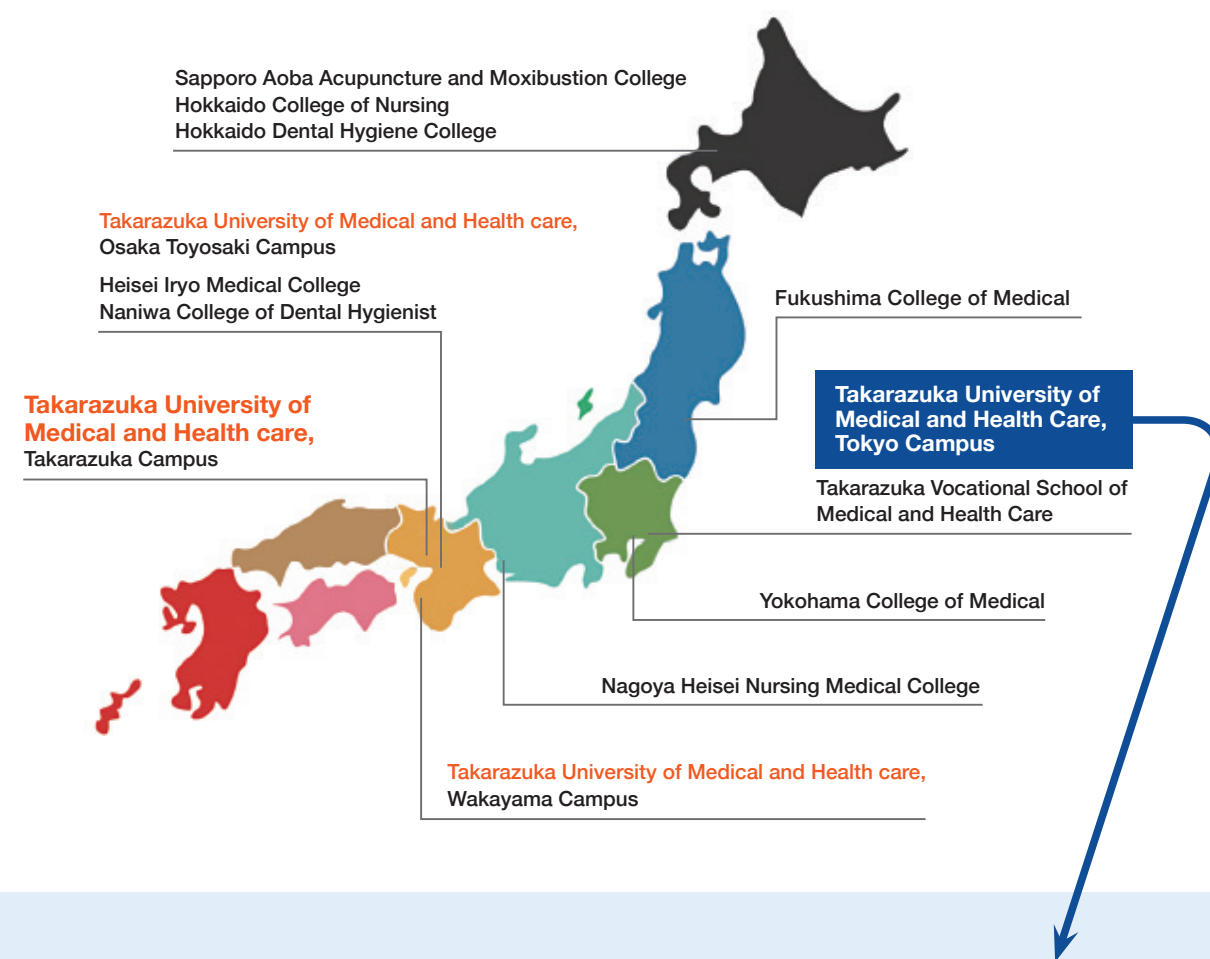 Sapporo Aoba Acupuncture and Moxibustion College
Hokkaido College of Nursing
Hokkaido Dental Hygiene College
Takarazuka University of Medical and Health care,
Osaka Toyosaki Campus
Heisei Iryo Medical College
Naniwa College of Dental Hygienist
Fukushima College of Medical
Takarazuka University of
Medical and Health care,
Takarazuka Campus
Takarazuka University of
Medical and Health Care,
Tokyo Campus
Takarazuka Vocational School of
Medical and Health Care
Yokohama College of Medical
Nagoya Heisei Nursing Medical College
Takarazuka University of Medical and Health care,
Wakayama Campus